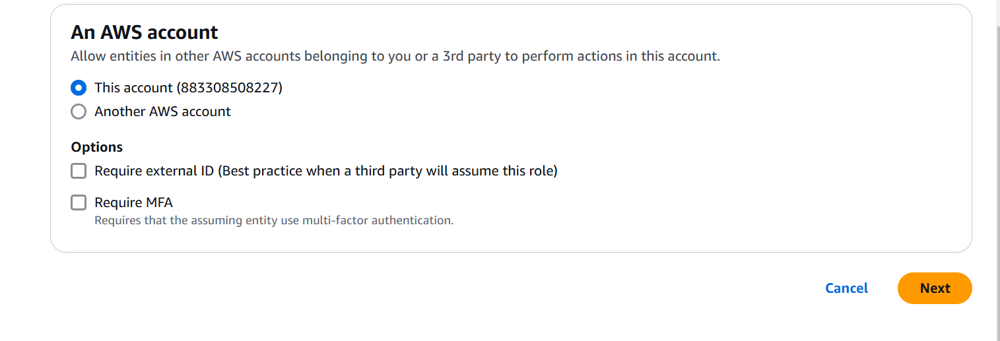 An AWS account
Allow entities in other AWS accounts belonging to you or a 3rd party to perform actions in this account.
This account (883308508227)
Another AWS account
Options
Require external ID (Best practice when a third party will assume this role)
Require MFA
Requires that the assuming entity use multi-factor authentication.
Cancel
Next